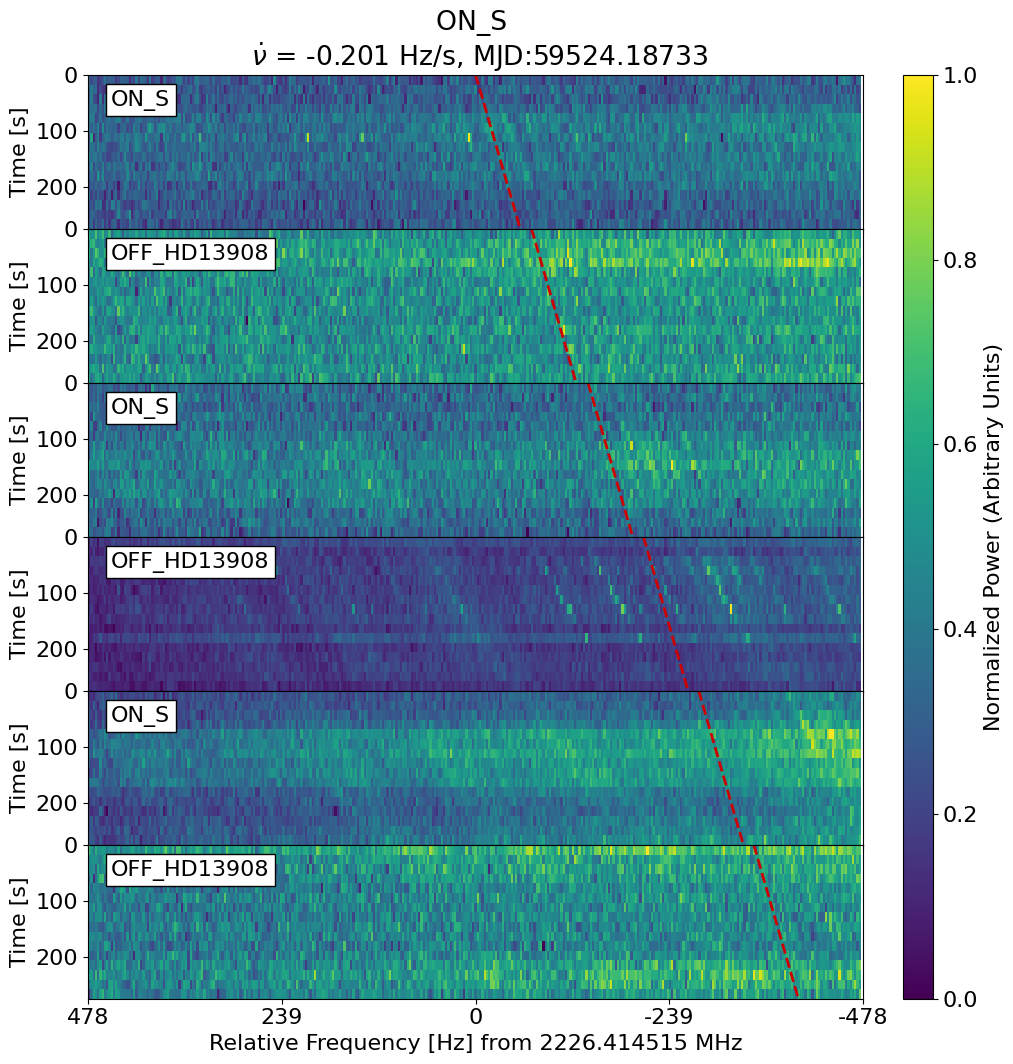 ON_S
ν̇ = -0.201 Hz/s, MJD:59524.18733
0
100
200
Time [s]
ON_S
0
100
200
Time [s]
OFF_HD13908
0
100
200
Time [s]
ON_S
0
100
200
Time [s]
OFF_HD13908
0
100
200
Time [s]
ON_S
0
100
200
Time [s]
OFF_HD13908
478 239 0 -239 -478
Relative Frequency [Hz] from 2226.414515 MHz
1.0
0.8
0.6
0.4
0.2
0.0
Normalized Power (Arbitrary Units)